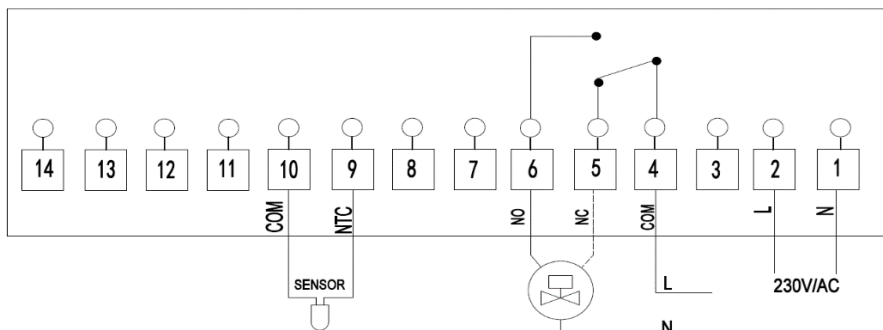 14 13 12 11 10 9 8 7 6 5 4 3 2 1
COM NTC NO NC COM L N
SENSOR L 230V/AC
N